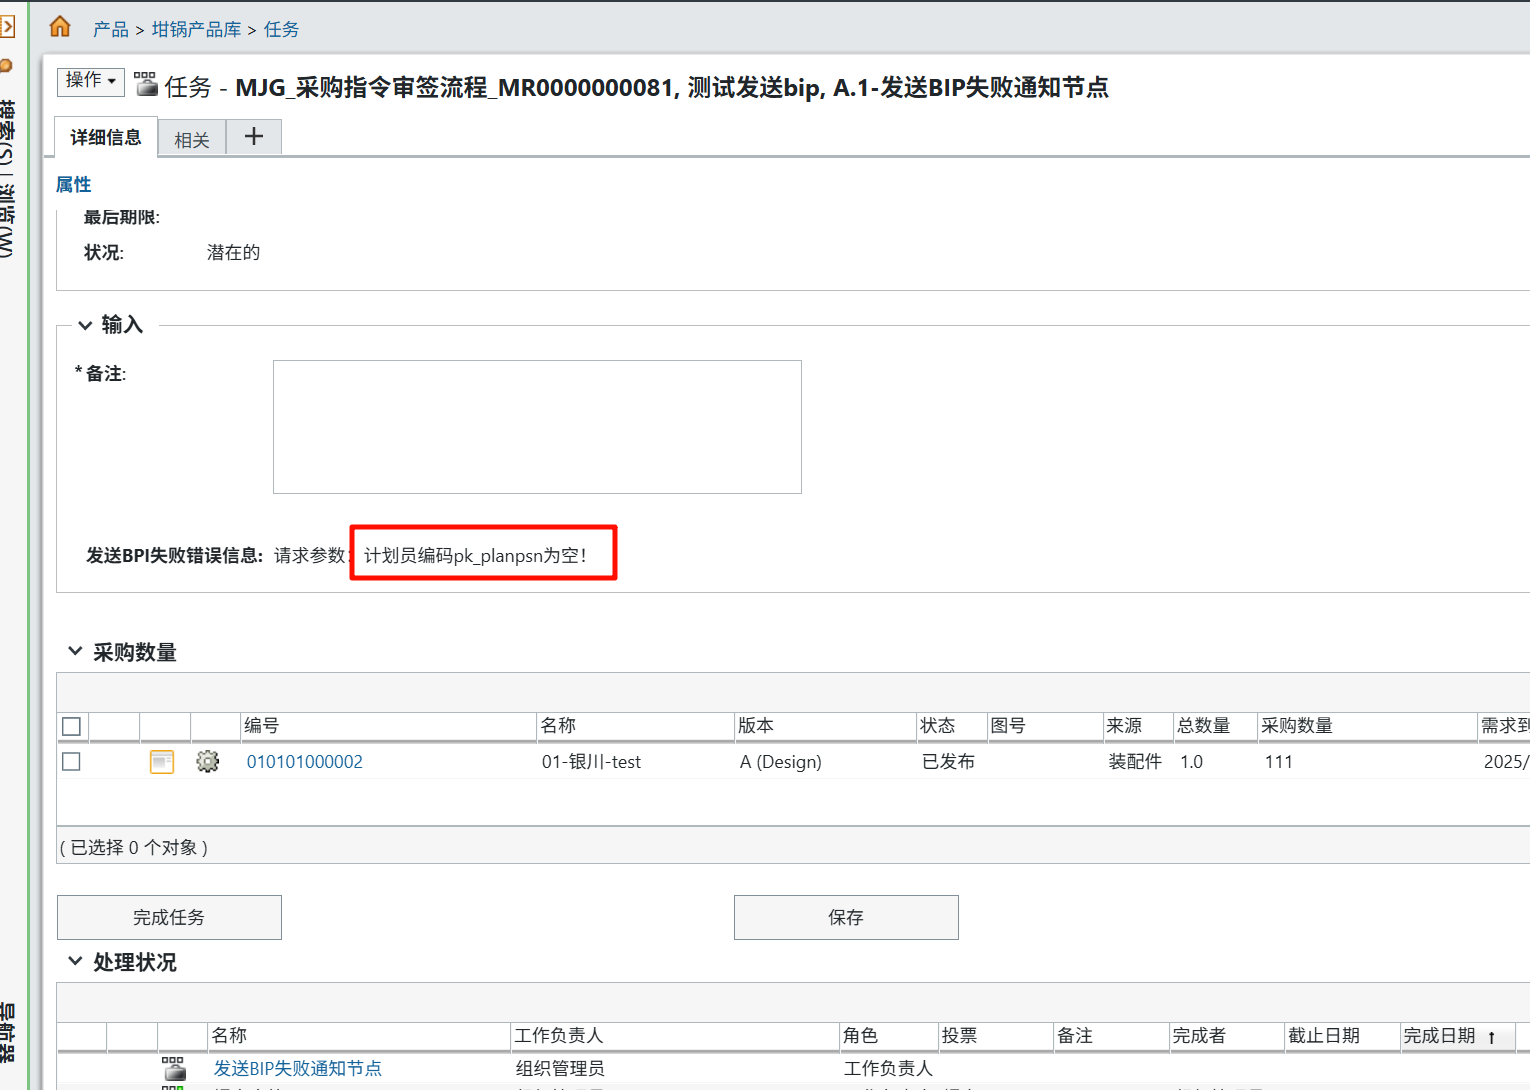 产品 > 坩锅产品库 > 任务
操作 任务 - MJG_采购指令审签流程_MR0000000081, 测试发送bip, A.1-发送BIP失败通知节点
搜索(S) | 浏览(W)
详细信息 相关 +
属性
最后期限:
状况: 潜在的
输入
* 备注:
发送BPI失败错误信息: 请求参数: 计划员编码pk_planpsn为空!
采购数量
编号 名称 版本 状态 图号 来源 总数量 采购数量 需求到
010101000002 01-银川-test A (Design) 已发布 装配件 1.0 111 2025/
( 已选择 0 个对象 )
完成任务 保存
处理状况
导航器
名称 工作负责人 角色 投票 备注 完成者 截止日期 完成日期 ↑
发送BIP失败通知节点 组织管理员 工作负责人